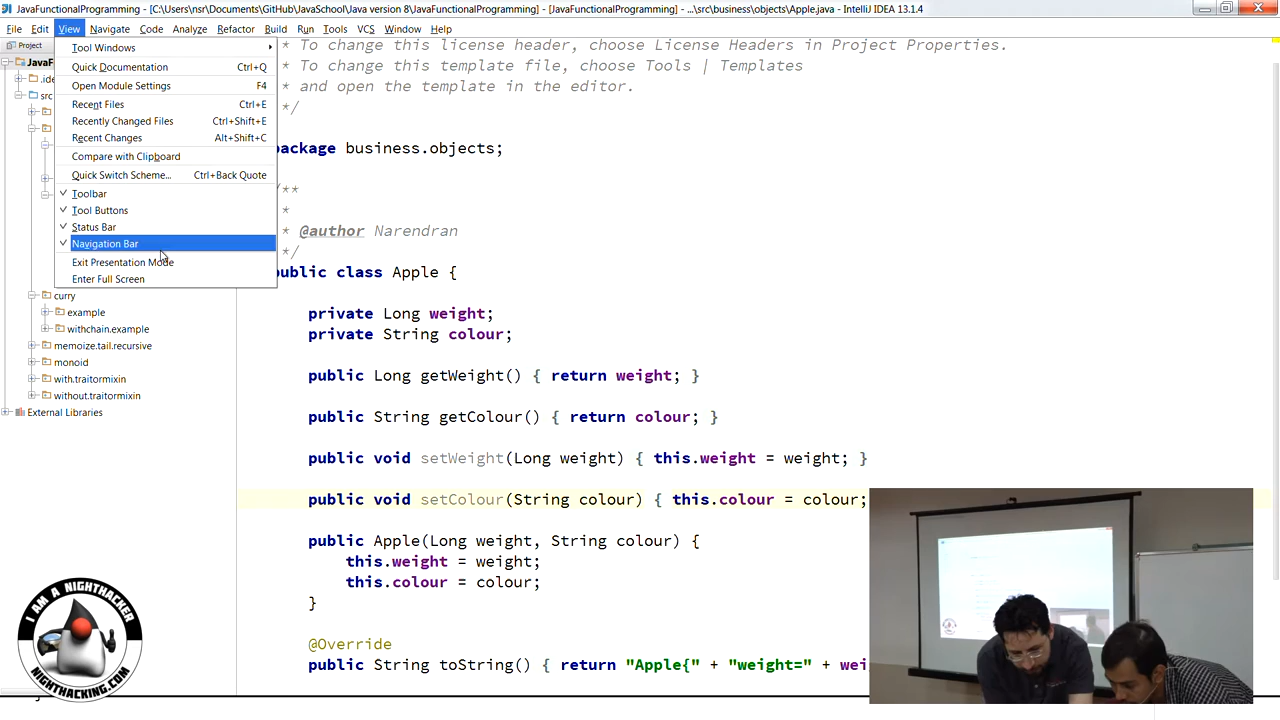 JavaFunctionalProgramming - [C:\Users\nsr\Documents\GitHub\JavaSchool\Java version 8\JavaFunctionalProgramming] - [JavaFunctionalProgramming] - ...\src\business\objects\Apple.java - IntelliJ IDEA 13.1.4
File Edit View Navigate Code Analyze Refactor Build Run Tools VCS Window Help
Project
JavaF
.ide
src
Tool Windows
Quick Documentation Ctrl+Q
Open Module Settings F4
Recent Files Ctrl+E
Recently Changed Files Ctrl+Shift+E
Recent Changes Alt+Shift+C
Compare with Clipboard
Quick Switch Scheme... Ctrl+Back Quote
Toolbar
Tool Buttons
Status Bar
Navigation Bar
Exit Presentation Mode
Enter Full Screen
curry
example
withchain.example
memoize.tail.recursive
monoid
with.traitormixin
without.traitormixin
External Libraries
* To change this license header, choose License Headers in Project Properties.
* To change this template file, choose Tools | Templates
* and open the template in the editor.
*/
package business.objects;
/**
*
* @author Narendran
*/
public class Apple {
private Long weight;
private String colour;
public Long getWeight() { return weight; }
public String getColour() { return colour; }
public void setWeight(Long weight) { this.weight = weight; }
public void setColour(String colour) { this.colour = colour;
public Apple(Long weight, String colour) {
this.weight = weight;
this.colour = colour;
}
@Override
public String toString() { return "Apple{" + "weight=" + wei
I AM A NIGHTHACKER
NIGHTHACKING.COM